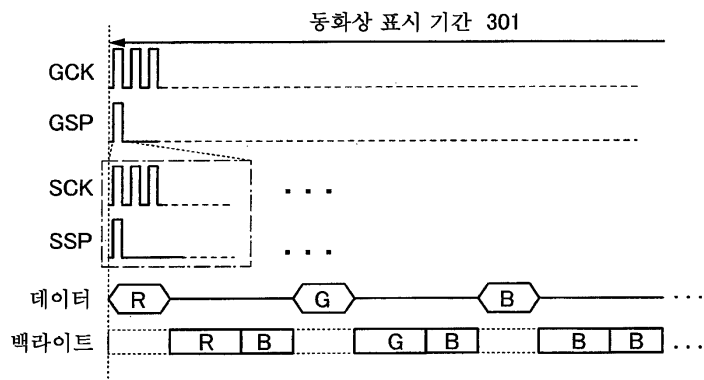 동화상 표시 기간 301
GCK
GSP
SCK ...
SSP ...
데이터 R G B ...
백라이트 R B G B B B ...